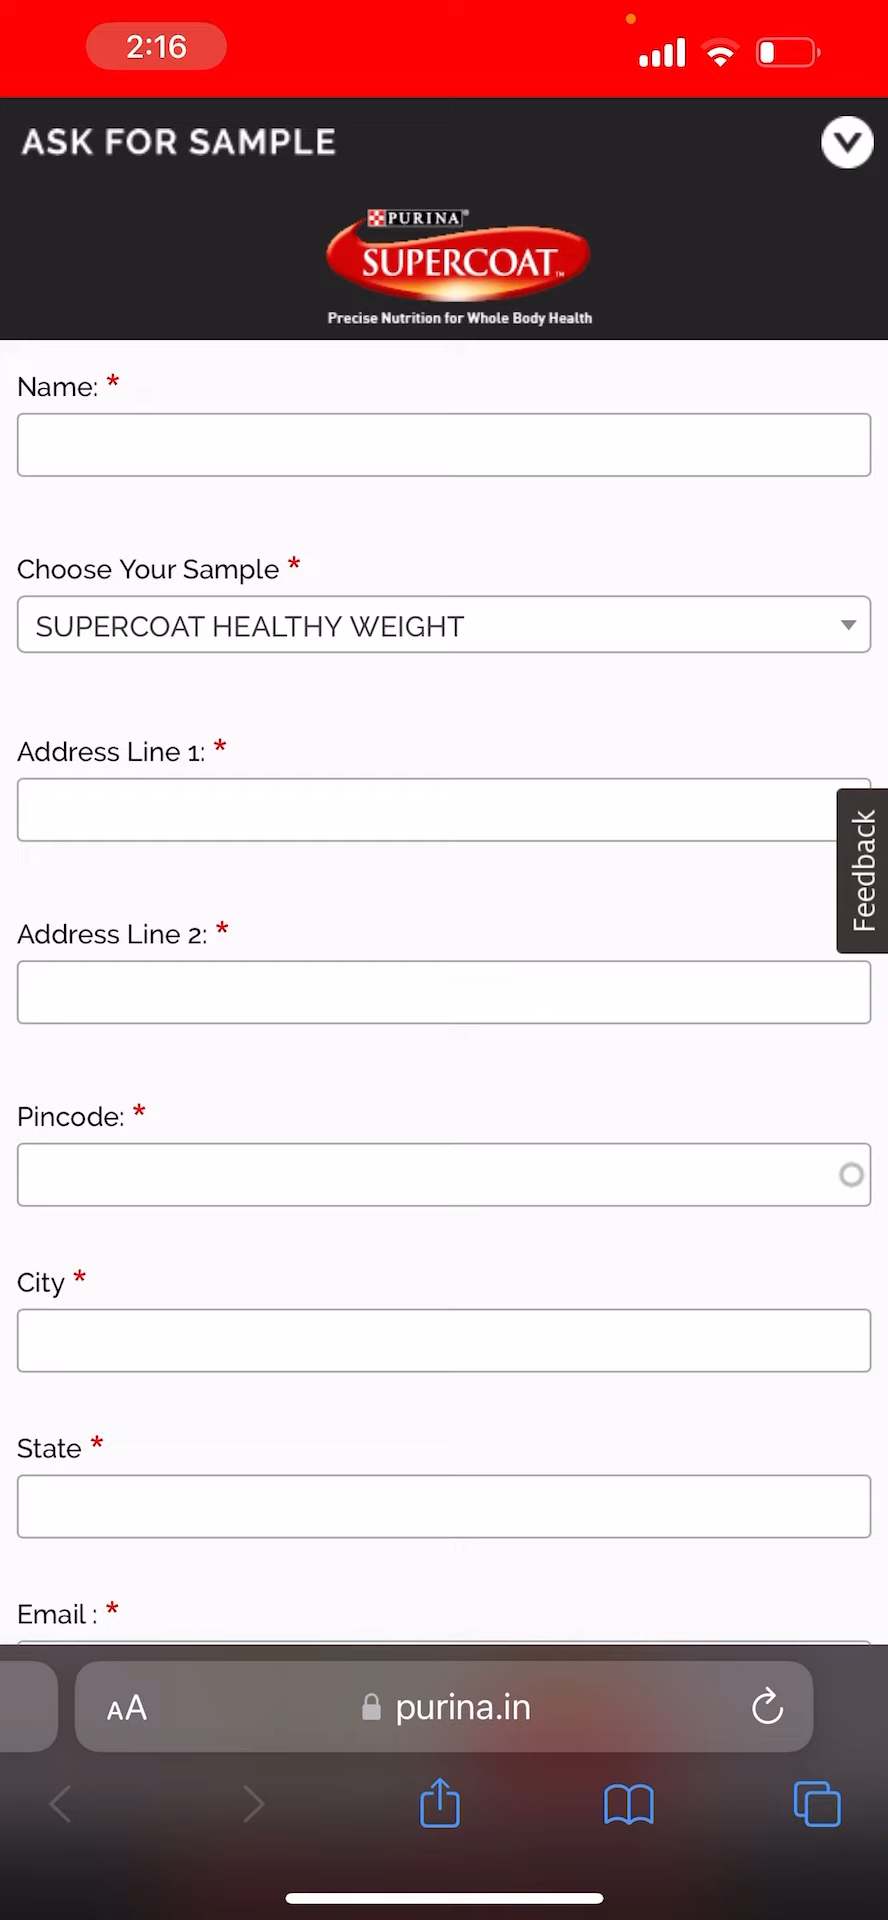 2:16
ASK FOR SAMPLE
PURINA®
SUPERCOAT™
Precise Nutrition for Whole Body Health
Name: *
Choose Your Sample *
SUPERCOAT HEALTHY WEIGHT
Address Line 1: *
Feedback
Address Line 2: *
Pincode: *
City *
State *
Email : *
AA
purina.in